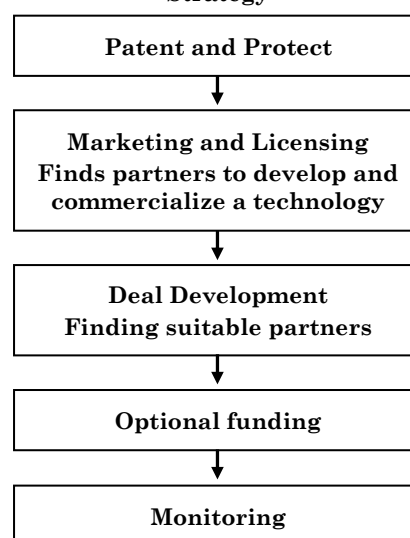 Strategy
Patent and Protect
Marketing and Licensing
Finds partners to develop and
commercialize a technology
Deal Development
Finding suitable partners
Optional funding
Monitoring